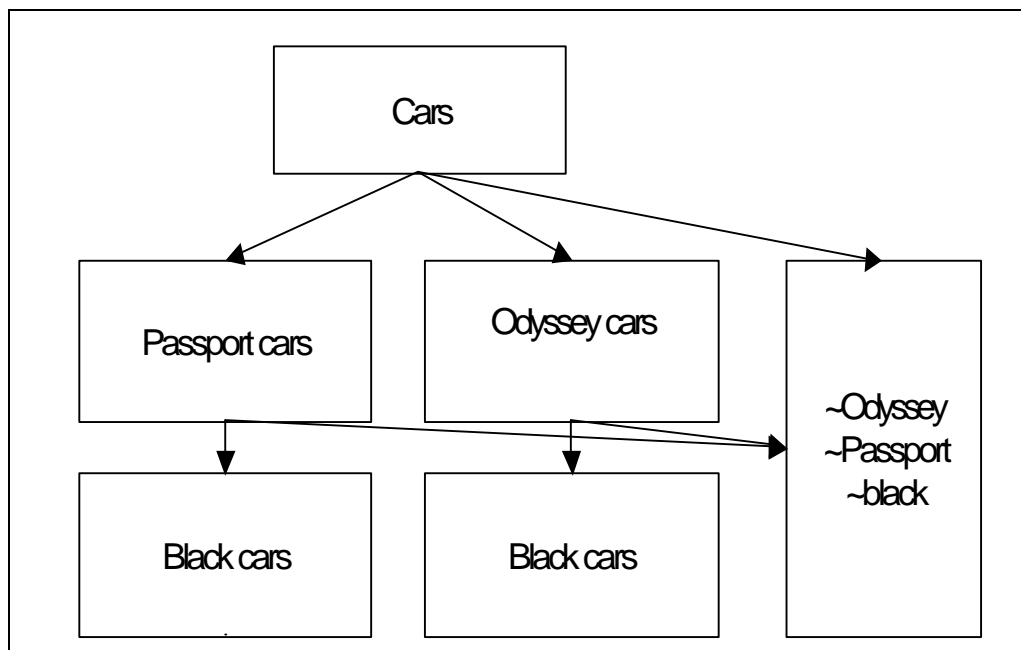 Cars
Passport cars
Odyssey cars
~Odyssey
~Passport
~black
Black cars
Black cars